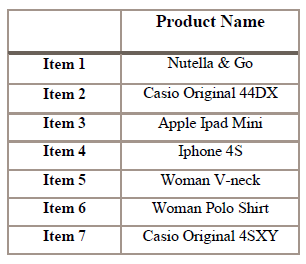 Product Name
Item 1 Nutella & Go
Item 2 Casio Original 44DX
Item 3 Apple Ipad Mini
Item 4 Iphone 4S
Item 5 Woman V-neck
Item 6 Woman Polo Shirt
Item 7 Casio Original 4SXY